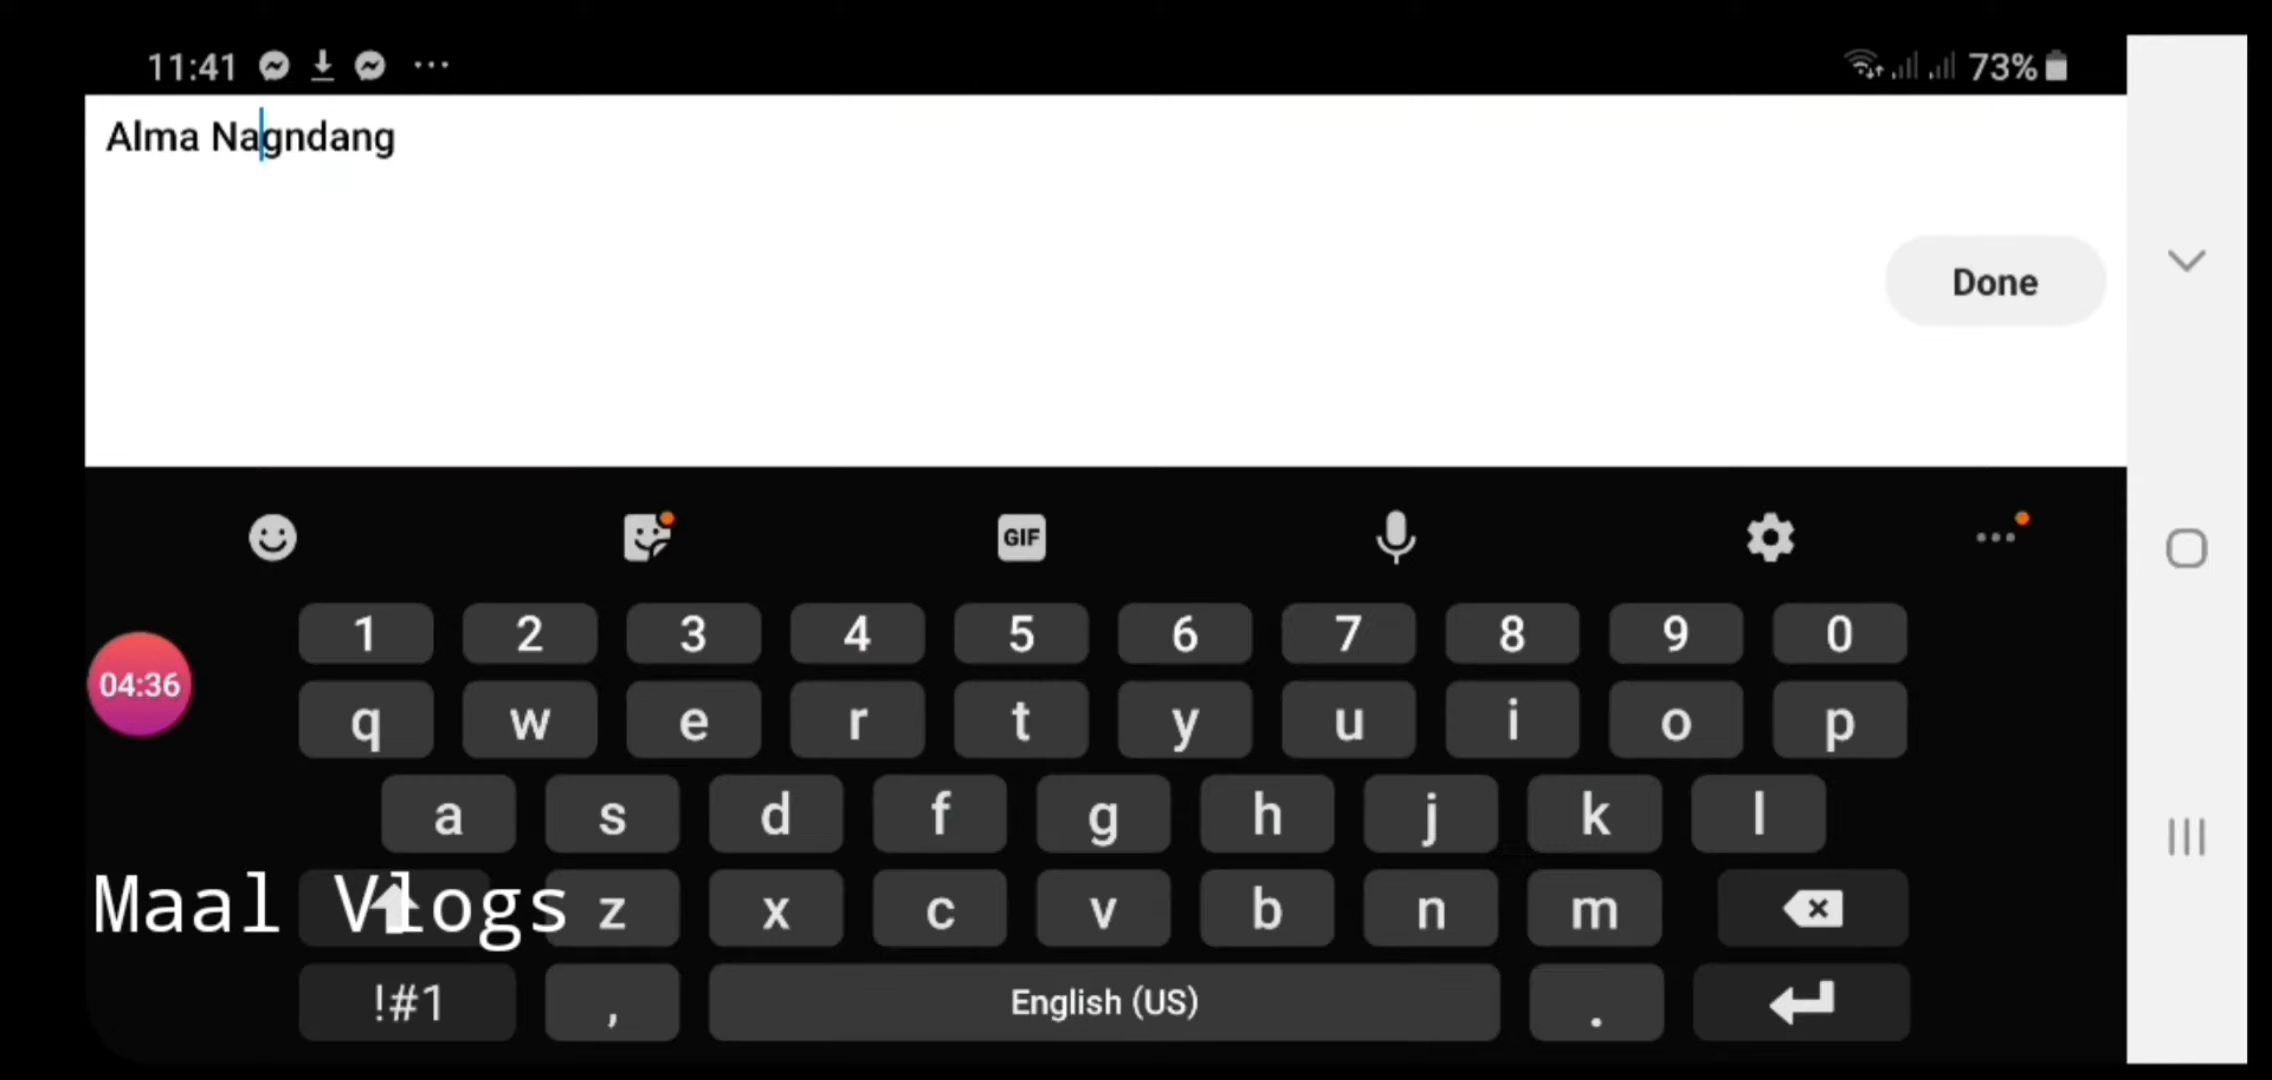 11:41 73%
Alma Nagndang
Done
GIF
1 2 3 4 5 6 7 8 9 0
04:36
q w e r t y u i o p
a s d f g h j k l
Maal Vlogs
z x c v b n m
!#1 , English (US) .